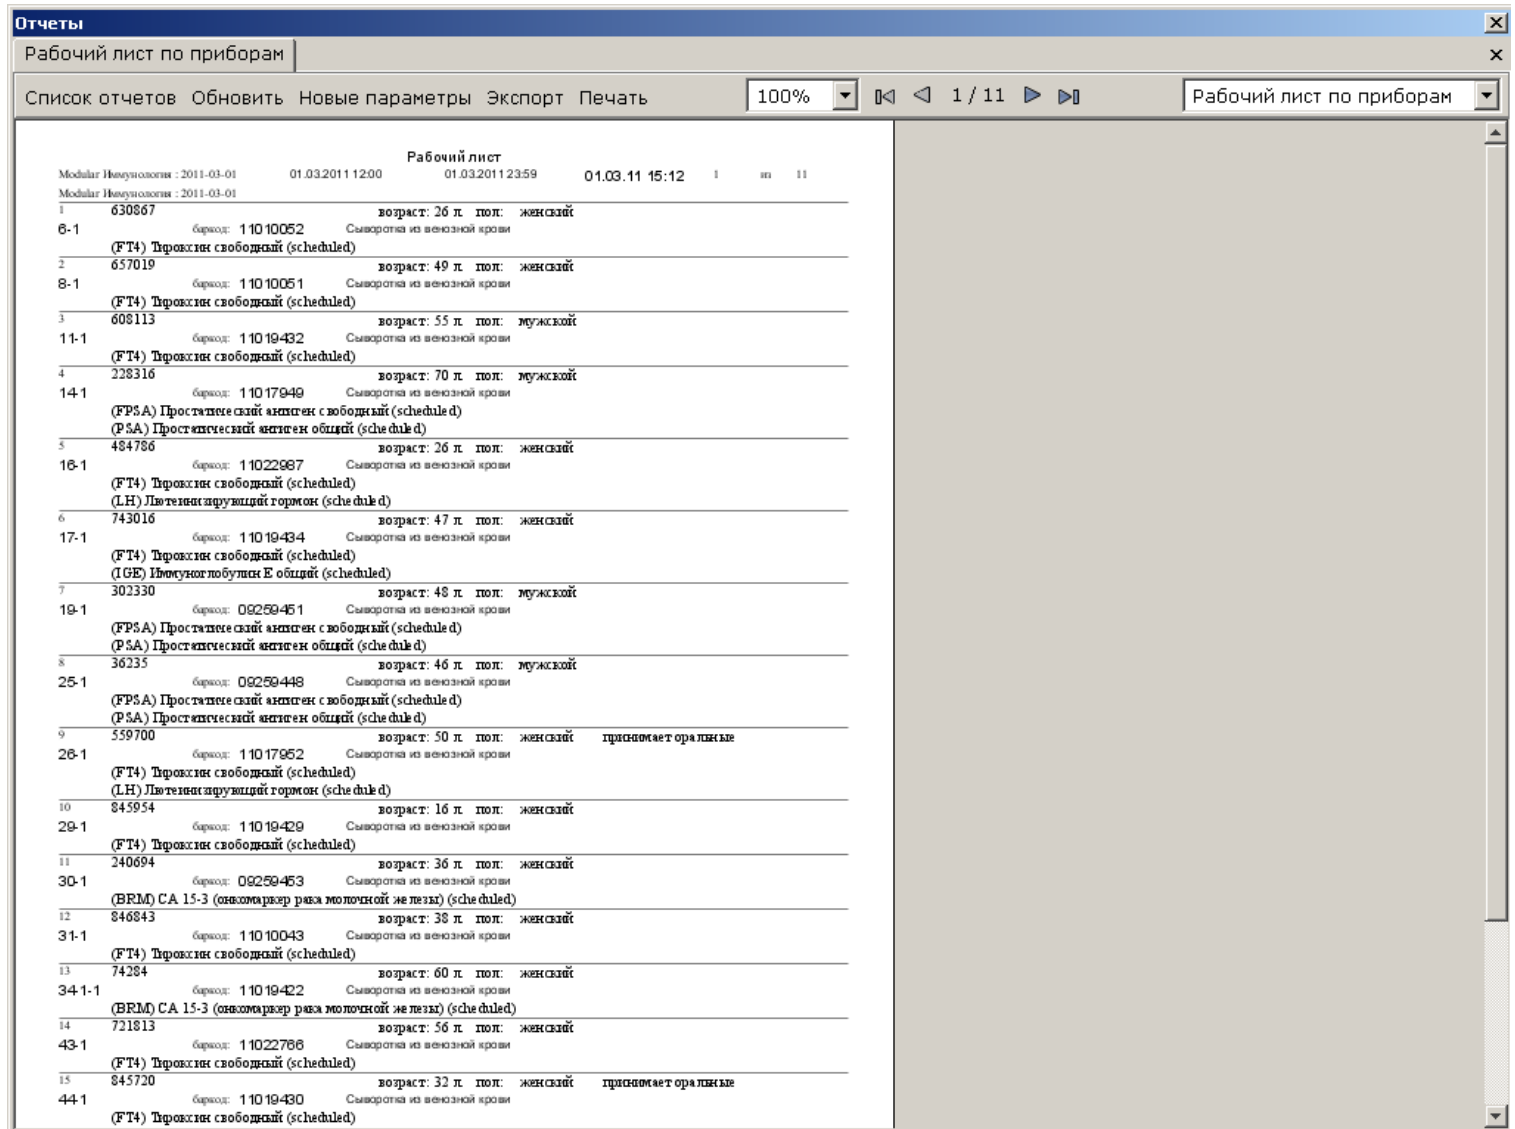 Отчеты
Рабочий лист по приборам
Список отчетов Обновить Новые параметры Экспорт Печать 100% 1 / 11 Рабочий лист по приборам
Рабочий лист
Modular Иммунология : 2011-03-01 01.03.2011 12:00 01.03.2011 23:59 01.03.11 15:12 1 из 11
Modular Иммунология : 2011-03-01
1 630867 возраст: 26 л. пол: женский
6-1 баркод: 11010052 Сыворотка из венозной крови
(FT4) Тироксин свободный (scheduled)
2 657019 возраст: 49 л. пол: женский
8-1 баркод: 11010051 Сыворотка из венозной крови
(FT4) Тироксин свободный (scheduled)
3 608113 возраст: 55 л. пол: мужской
11-1 баркод: 11019432 Сыворотка из венозной крови
(FT4) Тироксин свободный (scheduled)
4 228316 возраст: 70 л. пол: мужской
14-1 баркод: 11017949 Сыворотка из венозной крови
(FPSA) Простатический антиген свободный (scheduled)
(PSA) Простатический антиген общий (scheduled)
5 484786 возраст: 26 л. пол: женский
16-1 баркод: 11022987 Сыворотка из венозной крови
(FT4) Тироксин свободный (scheduled)
(LH) Лютеинизирующий гормон (scheduled)
6 743016 возраст: 47 л. пол: женский
17-1 баркод: 11019434 Сыворотка из венозной крови
(FT4) Тироксин свободный (scheduled)
(IGE) Иммуноглобулин Е общий (scheduled)
7 302330 возраст: 48 л. пол: мужской
19-1 баркод: 09259451 Сыворотка из венозной крови
(FPSA) Простатический антиген свободный (scheduled)
(PSA) Простатический антиген общий (scheduled)
8 36235 возраст: 46 л. пол: мужской
25-1 баркод: 09259448 Сыворотка из венозной крови
(FPSA) Простатический антиген свободный (scheduled)
(PSA) Простатический антиген общий (scheduled)
9 559700 возраст: 50 л. пол: женский принимает оральные
26-1 баркод: 11017952 Сыворотка из венозной крови
(FT4) Тироксин свободный (scheduled)
(LH) Лютеинизирующий гормон (scheduled)
10 845954 возраст: 16 л. пол: женский
29-1 баркод: 11019429 Сыворотка из венозной крови
(FT4) Тироксин свободный (scheduled)
11 240694 возраст: 36 л. пол: женский
30-1 баркод: 09259453 Сыворотка из венозной крови
(BRM) CA 15-3 (онкомаркер рака молочной железы) (scheduled)
12 846843 возраст: 38 л. пол: женский
31-1 баркод: 11010043 Сыворотка из венозной крови
(FT4) Тироксин свободный (scheduled)
13 74284 возраст: 60 л. пол: женский
34-1-1 баркод: 11019422 Сыворотка из венозной крови
(BRM) CA 15-3 (онкомаркер рака молочной железы) (scheduled)
14 721813 возраст: 56 л. пол: женский
43-1 баркод: 11022766 Сыворотка из венозной крови
(FT4) Тироксин свободный (scheduled)
15 845720 возраст: 32 л. пол: женский принимает оральные
44-1 баркод: 11019430 Сыворотка из венозной крови
(FT4) Тироксин свободный (scheduled)